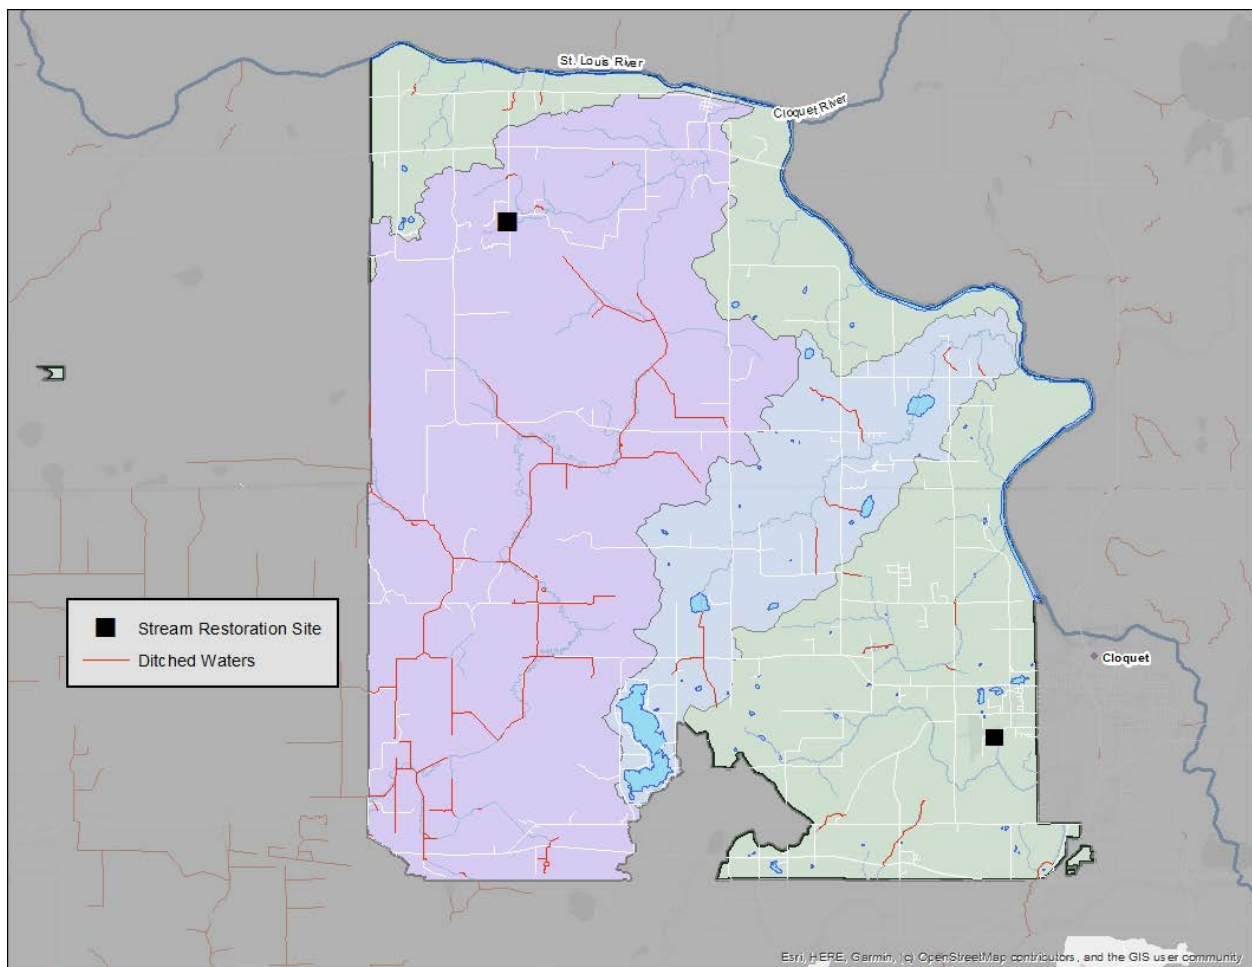 St. Louis River
Cloquet River
Stream Restoration Site
Ditched Waters
Cloquet
Esri, HERE, Garmin, (c) OpenStreetMap contributors, and the GIS user community